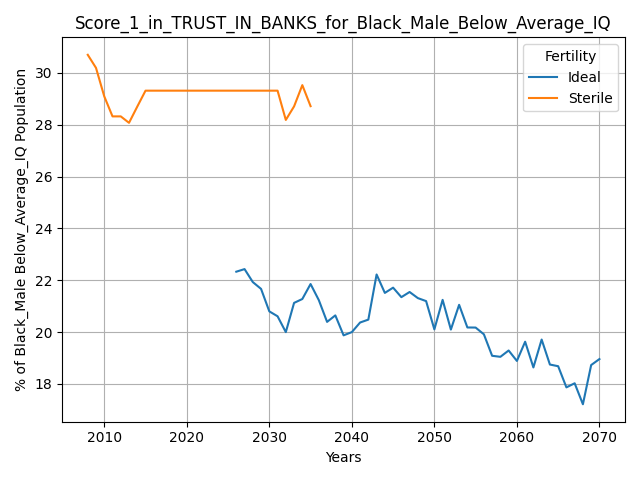 Score_1_in_TRUST_IN_BANKS_for_Black_Male_Below_Average_IQ
Fertility
Ideal
Sterile
% of Black_Male Below_Average_IQ Population
30
28
26
24
22
20
18
2010
2020
2030
2040
2050
2060
2070
Years